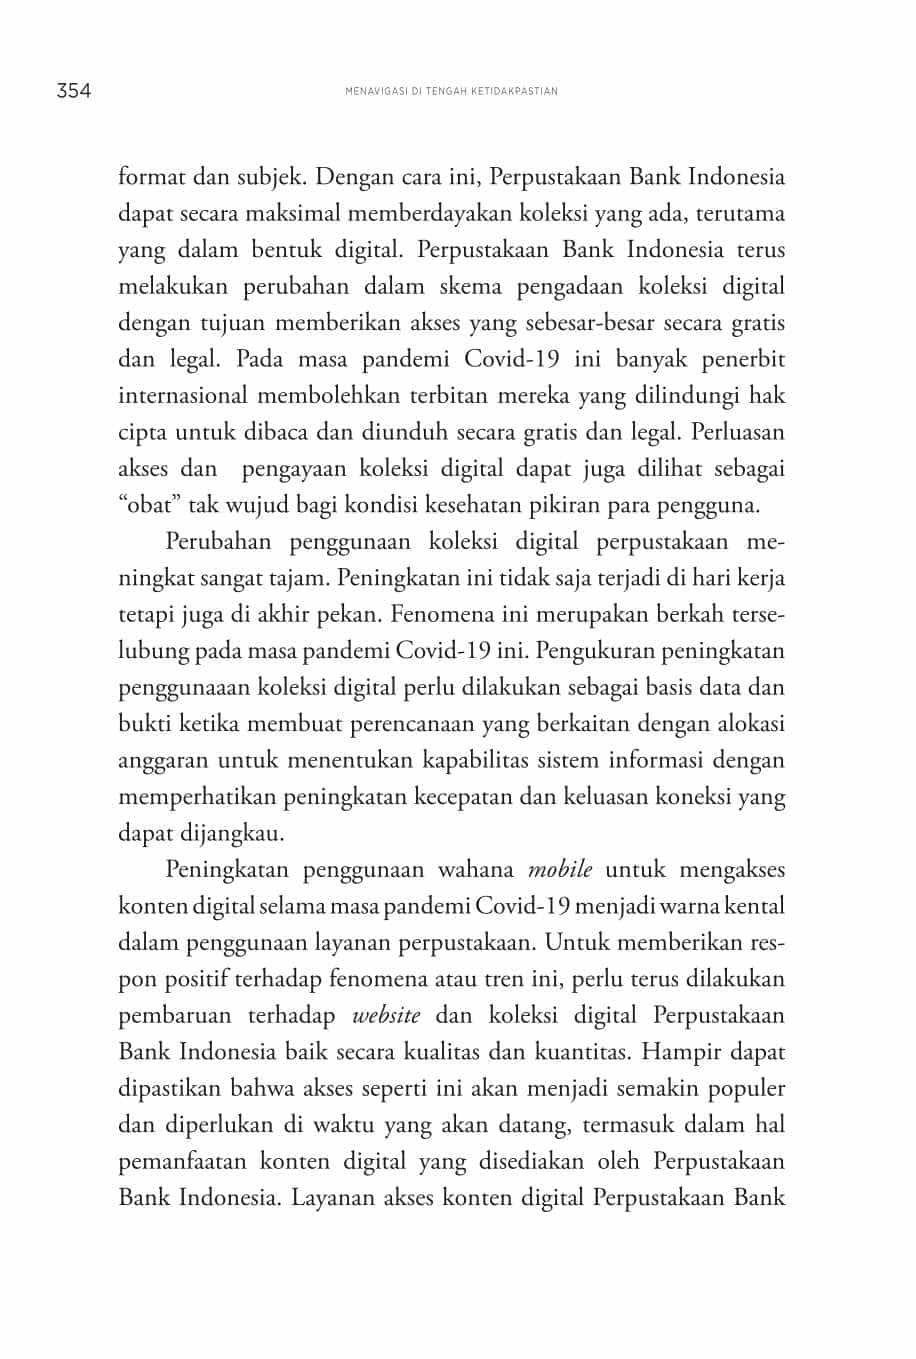 354
MENAVIGASI DI TENGAH KETIDAKPASTIAN
format dan subjek. Dengan cara ini, Perpustakaan Bank Indonesia
dapat secara maksimal memberdayakan koleksi yang ada, terutama
yang dalam bentuk digital. Perpustakaan Bank Indonesia terus
melakukan perubahan dalam skema pengadaan koleksi digital
dengan tujuan memberikan akses yang sebesar-besar secara gratis
dan legal. Pada masa pandemi Covid-19 ini banyak penerbit
internasional membolehkan terbitan mereka yang dilindungi hak
cipta untuk dibaca dan diunduh secara gratis dan legal. Perluasan
akses dan pengayaan koleksi digital dapat juga dilihat sebagai
“obat” tak wujud bagi kondisi kesehatan pikiran para pengguna.
Perubahan penggunaan koleksi digital perpustakaan me-
ningkat sangat tajam. Peningkatan ini tidak saja terjadi di hari kerja
tetapi juga di akhir pekan. Fenomena ini merupakan berkah terse-
lubung pada masa pandemi Covid-19 ini. Pengukuran peningkatan
penggunaaan koleksi digital perlu dilakukan sebagai basis data dan
bukti ketika membuat perencanaan yang berkaitan dengan alokasi
anggaran untuk menentukan kapabilitas sistem informasi dengan
memperhatikan peningkatan kecepatan dan keluasan koneksi yang
dapat dijangkau.
Peningkatan penggunaan wahana mobile untuk mengakses
konten digital selama masa pandemi Covid-19 menjadi warna kental
dalam penggunaan layanan perpustakaan. Untuk memberikan res-
pon positif terhadap fenomena atau tren ini, perlu terus dilakukan
pembaruan terhadap website dan koleksi digital Perpustakaan
Bank Indonesia baik secara kualitas dan kuantitas. Hampir dapat
dipastikan bahwa akses seperti ini akan menjadi semakin populer
dan diperlukan di waktu yang akan datang, termasuk dalam hal
pemanfaatan konten digital yang disediakan oleh Perpustakaan
Bank Indonesia. Layanan akses konten digital Perpustakaan Bank